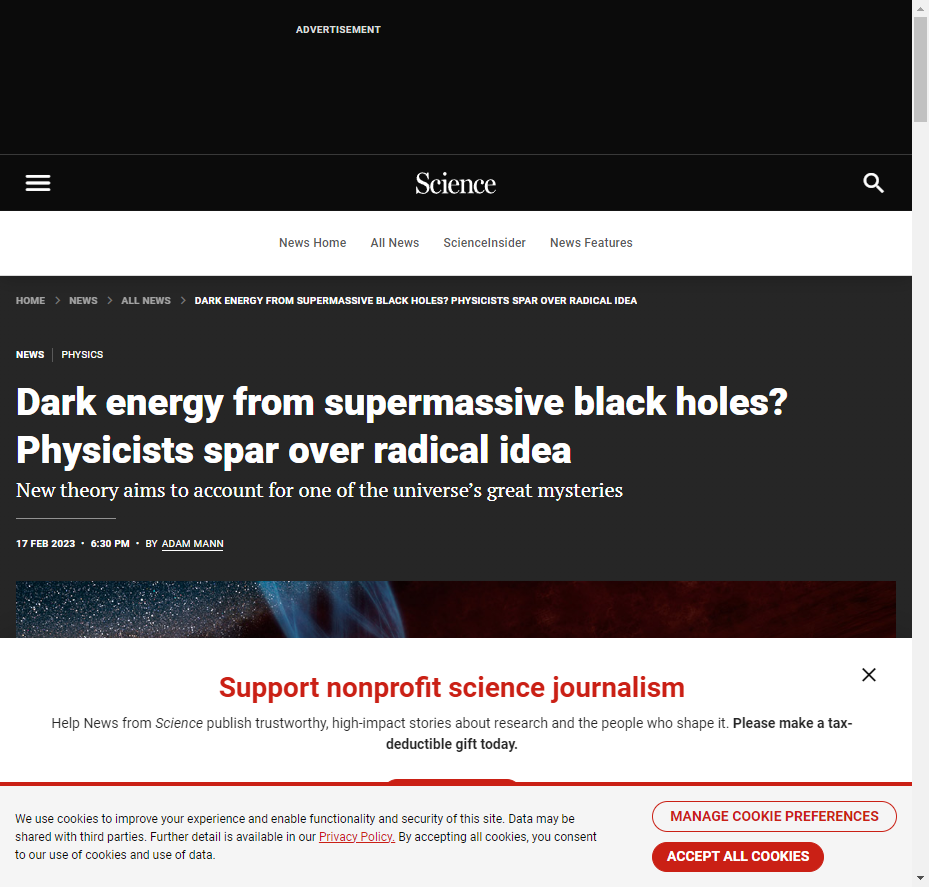 ADVERTISEMENT
Science
News Home All News ScienceInsider News Features
HOME > NEWS > ALL NEWS > DARK ENERGY FROM SUPERMASSIVE BLACK HOLES? PHYSICISTS SPAR OVER RADICAL IDEA
NEWS | PHYSICS
Dark energy from supermassive black holes?
Physicists spar over radical idea
New theory aims to account for one of the universe’s great mysteries
17 FEB 2023 • 6:30 PM • BY ADAM MANN
Support nonprofit science journalism
Help News from Science publish trustworthy, high-impact stories about research and the people who shape it. Please make a tax-
deductible gift today.
We use cookies to improve your experience and enable functionality and security of this site. Data may be
shared with third parties. Further detail is available in our Privacy Policy. By accepting all cookies, you consent
to our use of cookies and use of data.
MANAGE COOKIE PREFERENCES
ACCEPT ALL COOKIES